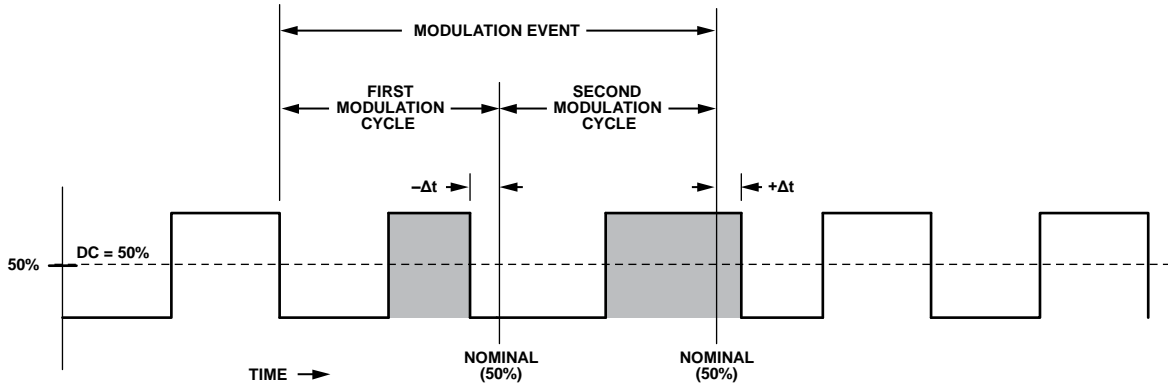 MODULATION EVENT
FIRST
MODULATION
CYCLE
SECOND
MODULATION
CYCLE
–Δt
+Δt
DC = 50%
50%
NOMINAL
(50%)
NOMINAL
(50%)
TIME